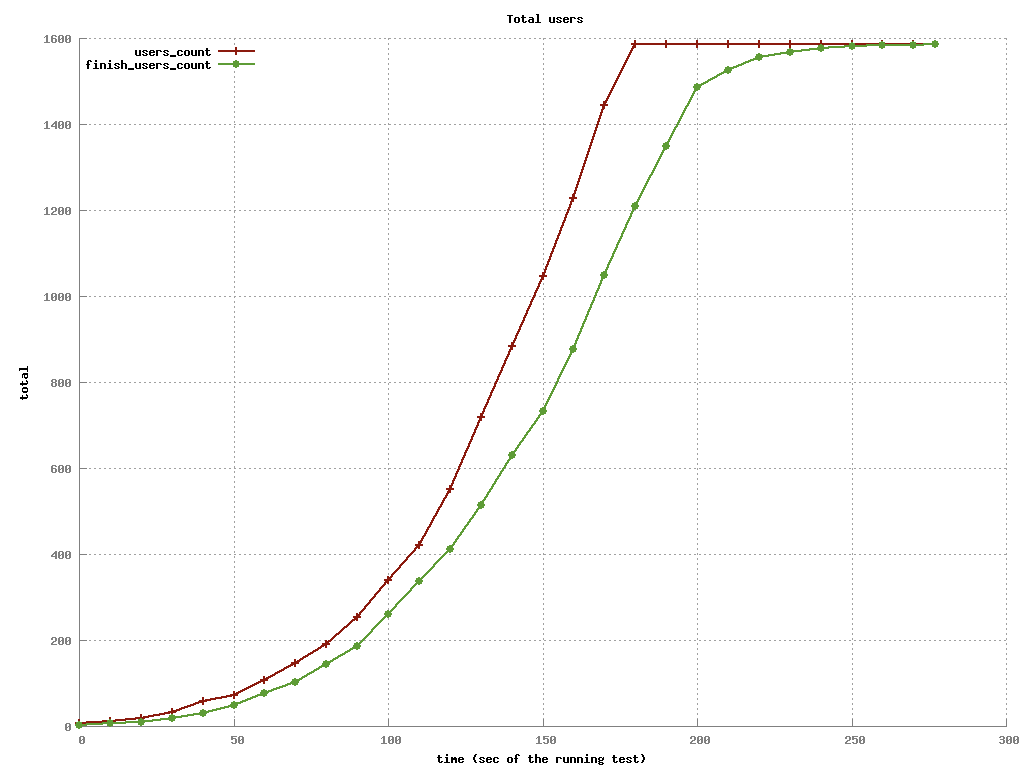 Total users
users_count
finish_users_count
1600
1400
1200
1000
800
600
400
200
0
total
0 50 100 150 200 250 300
time (sec of the running test)